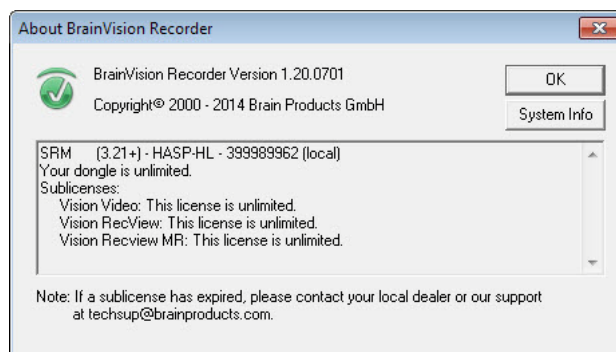 About BrainVision Recorder
BrainVision Recorder Version 1.20.0701
Copyright© 2000 - 2014 Brain Products GmbH
OK
System Info
SRM (3.21+) - HASP-HL - 399989962 (local)
Your dongle is unlimited.
Sublicenses:
Vision Video: This license is unlimited.
Vision RecView: This license is unlimited.
Vision Recview MR: This license is unlimited.
Note: If a sublicense has expired, please contact your local dealer or our support
at techsup@brainproducts.com.